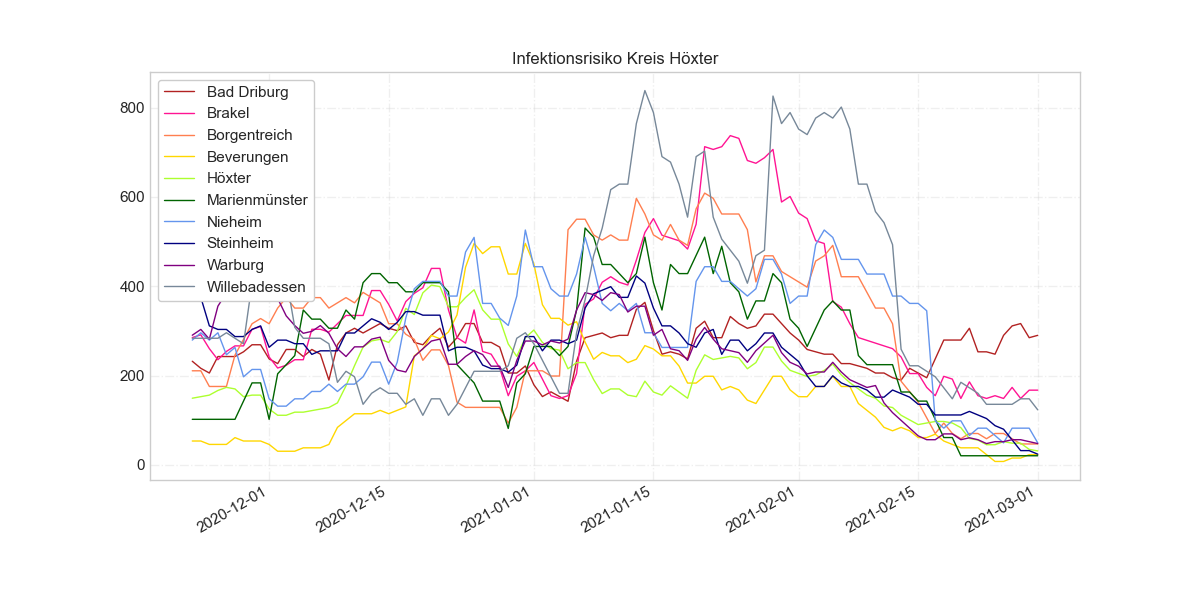 Infektionsrisiko Kreis Höxter
800
600
400
200
0
Bad Driburg
Brakel
Borgentreich
Beverungen
Höxter
Marienmünster
Nieheim
Steinheim
Warburg
Willebadessen
2020-12-01
2020-12-15
2021-01-01
2021-01-15
2021-02-01
2021-02-15
2021-03-01